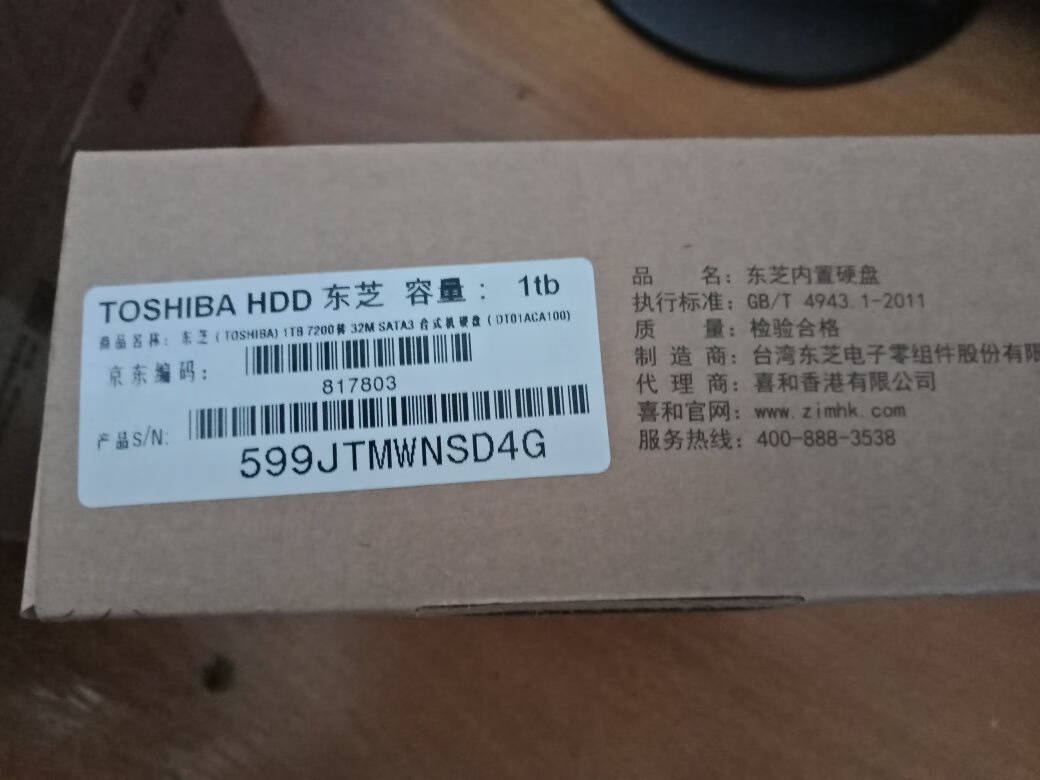 TOSHIBA HDD 东芝 容量： 1tb
商品名称：东芝（TOSHIBA) 1TB 7200转 32M SATA3 台式机硬盘（DT01ACA100)
京东编码：
817803
产品S/N:
599JTMWNSD4G
品 名：东芝内置硬盘
执行标准：GB/T 4943.1-2011
质 量：检验合格
制 造 商：台湾东芝电子零组件股份有限
代 理 商：喜和香港有限公司
喜和官网：www.zimhk.com
服务热线：400-888-3538